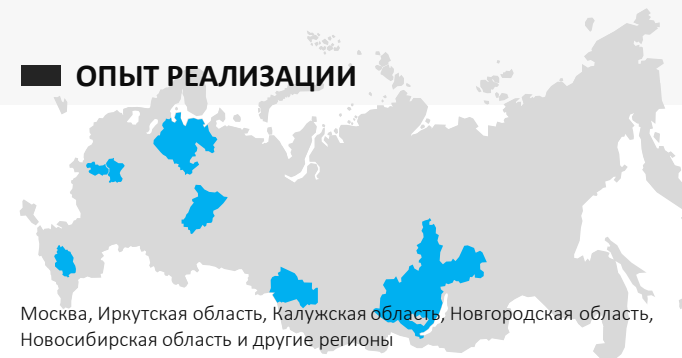 ОПЫТ РЕАЛИЗАЦИИ
Москва, Иркутская область, Калужская область, Новгородская область,
Новосибирская область и другие регионы